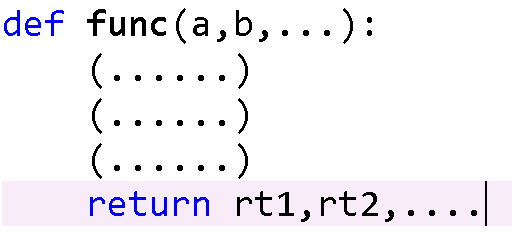 def func(a,b,...):
(......)
(......)
(......)
return rt1,rt2,....